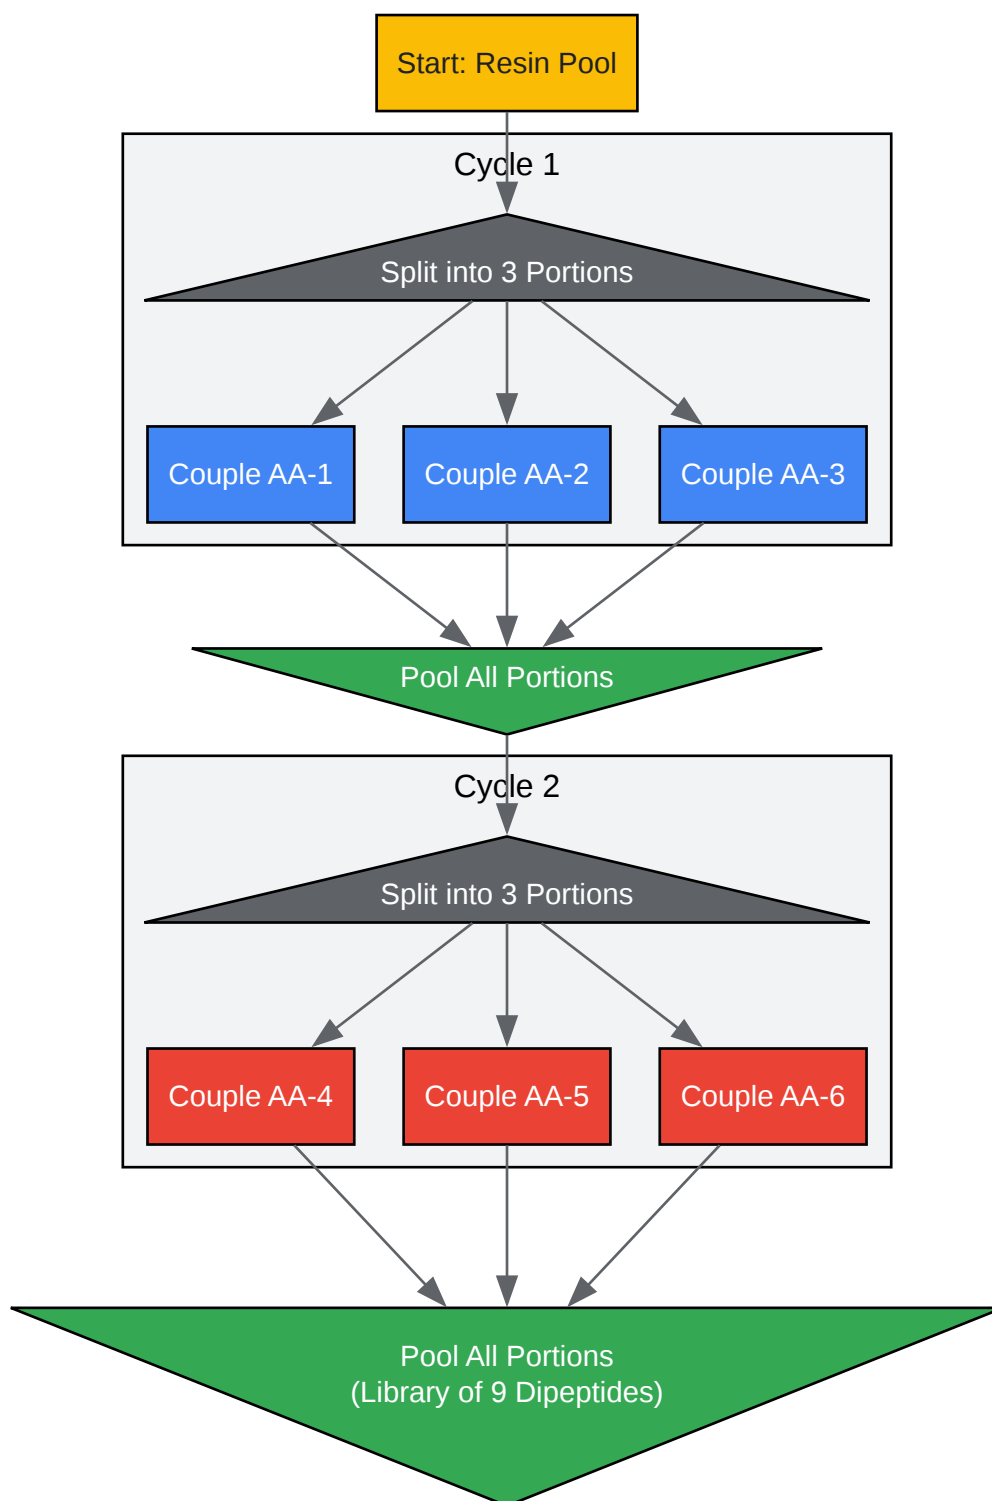 Start: Resin Pool
Cycle 1
Split into 3 Portions
Couple AA-1
Couple AA-2
Couple AA-3
Pool All Portions
Cycle 2
Split into 3 Portions
Couple AA-4
Couple AA-5
Couple AA-6
Pool All Portions
(Library of 9 Dipeptides)